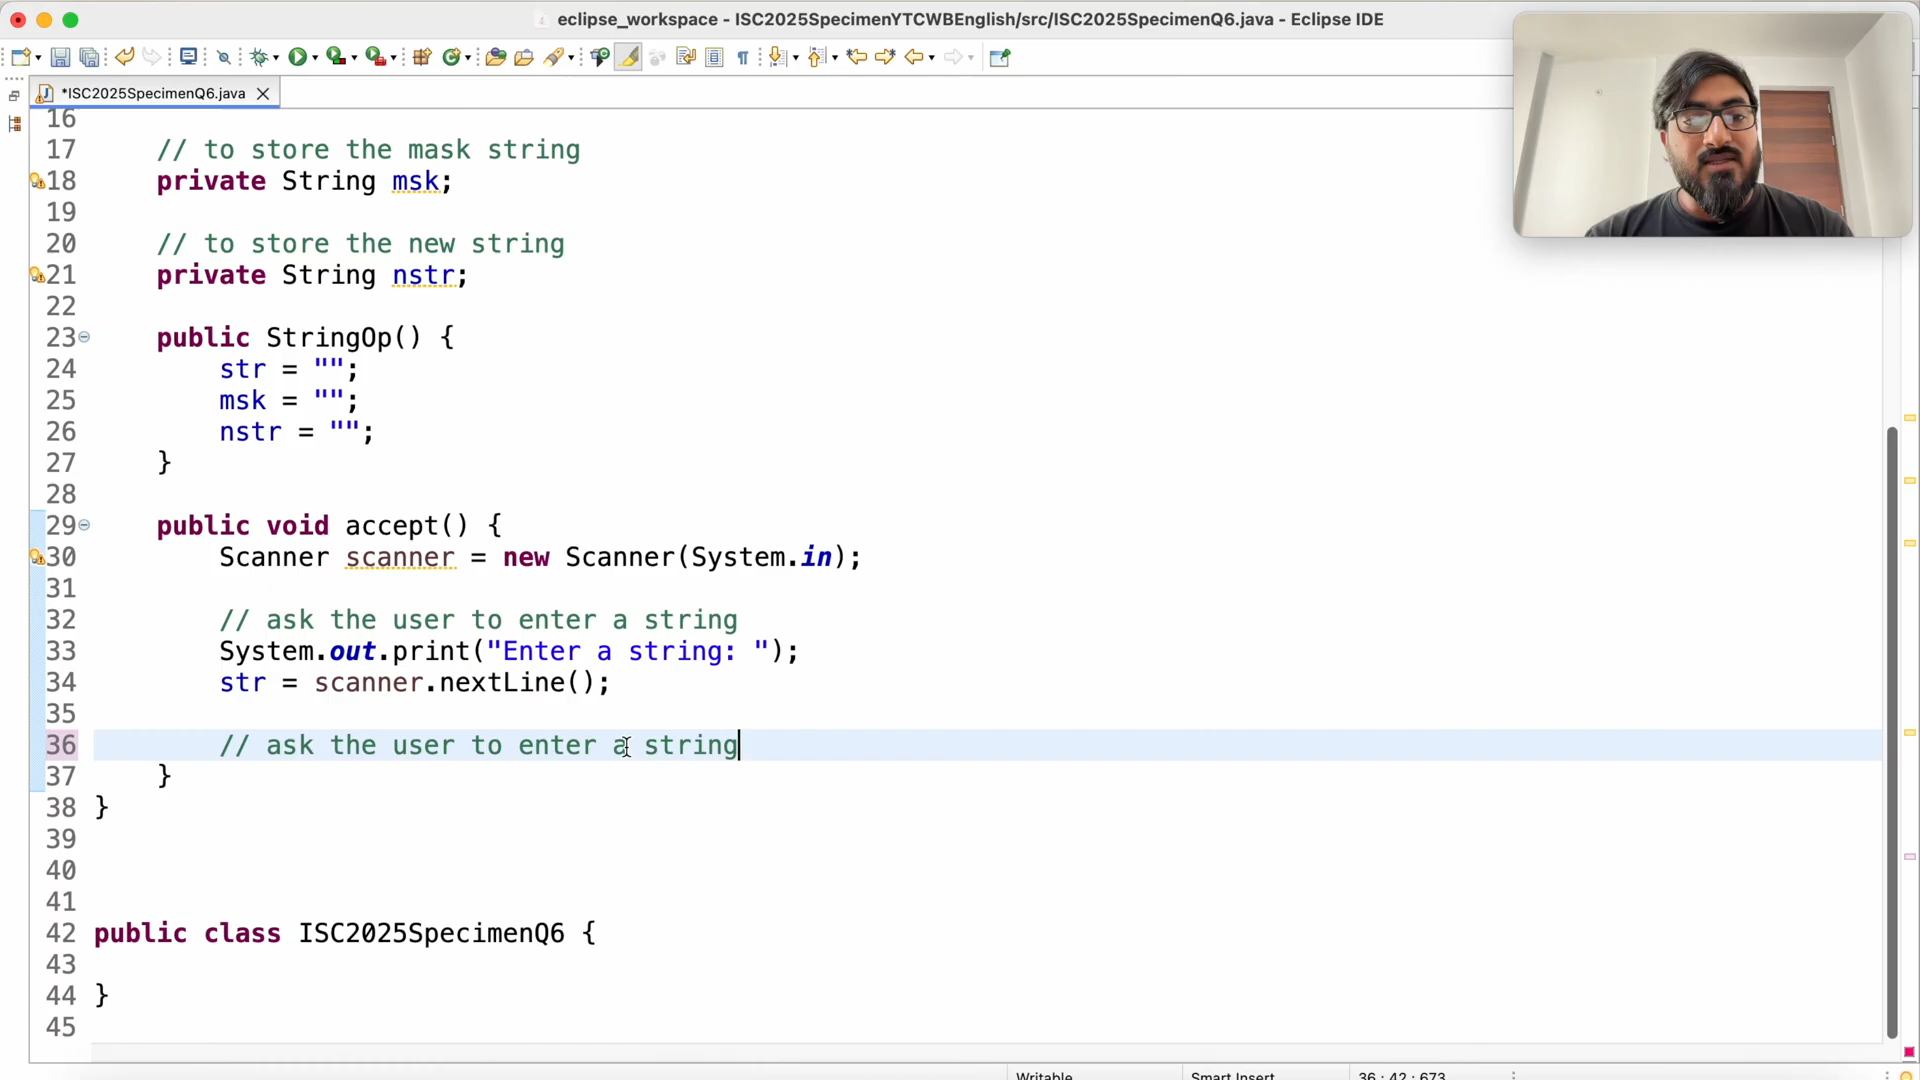 eclipse_workspace - ISC2025SpecimenYTCWBEnglish/src/ISC2025SpecimenQ6.java - Eclipse IDE
*ISC2025SpecimenQ6.java
16
17 // to store the mask string
18 private String msk;
19
20 // to store the new string
21 private String nstr;
22
23 public StringOp() {
24 str = "";
25 msk = "";
26 nstr = "";
27 }
28
29 public void accept() {
30 Scanner scanner = new Scanner(System.in);
31
32 // ask the user to enter a string
33 System.out.print("Enter a string: ");
34 str = scanner.nextLine();
35
36 // ask the user to enter a string
37 }
38 }
39
40
41
42 public class ISC2025SpecimenQ6 {
43
44 }
45
Writable Smart Insert 36 : 42 : 673